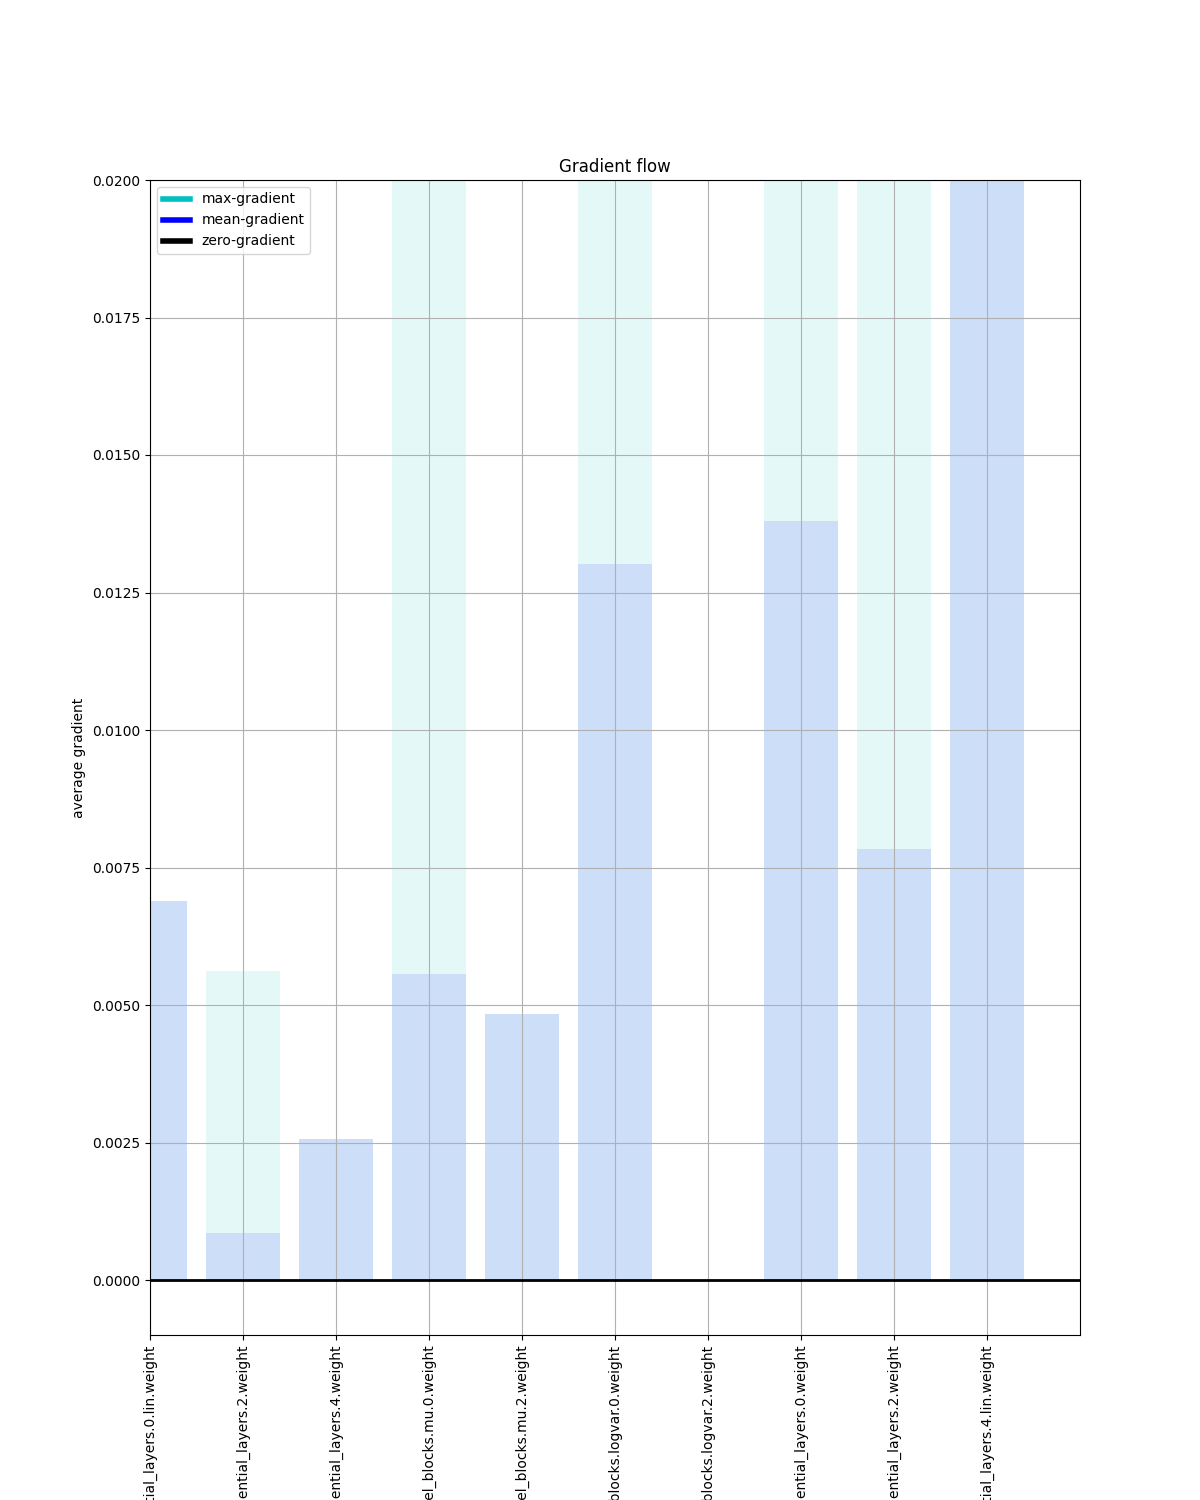 Gradient flow
max-gradient
mean-gradient
zero-gradient
0.0200
0.0175
0.0150
0.0125
0.0100
0.0075
0.0050
0.0025
0.0000
average gradient
tial_layers.0.lin.weight
ential_layers.2.weight
ential_layers.4.weight
el_blocks.mu.0.weight
el_blocks.mu.2.weight
blocks.logvar.0.weight
blocks.logvar.2.weight
ential_layers.0.weight
ential_layers.2.weight
tial_layers.4.lin.weight